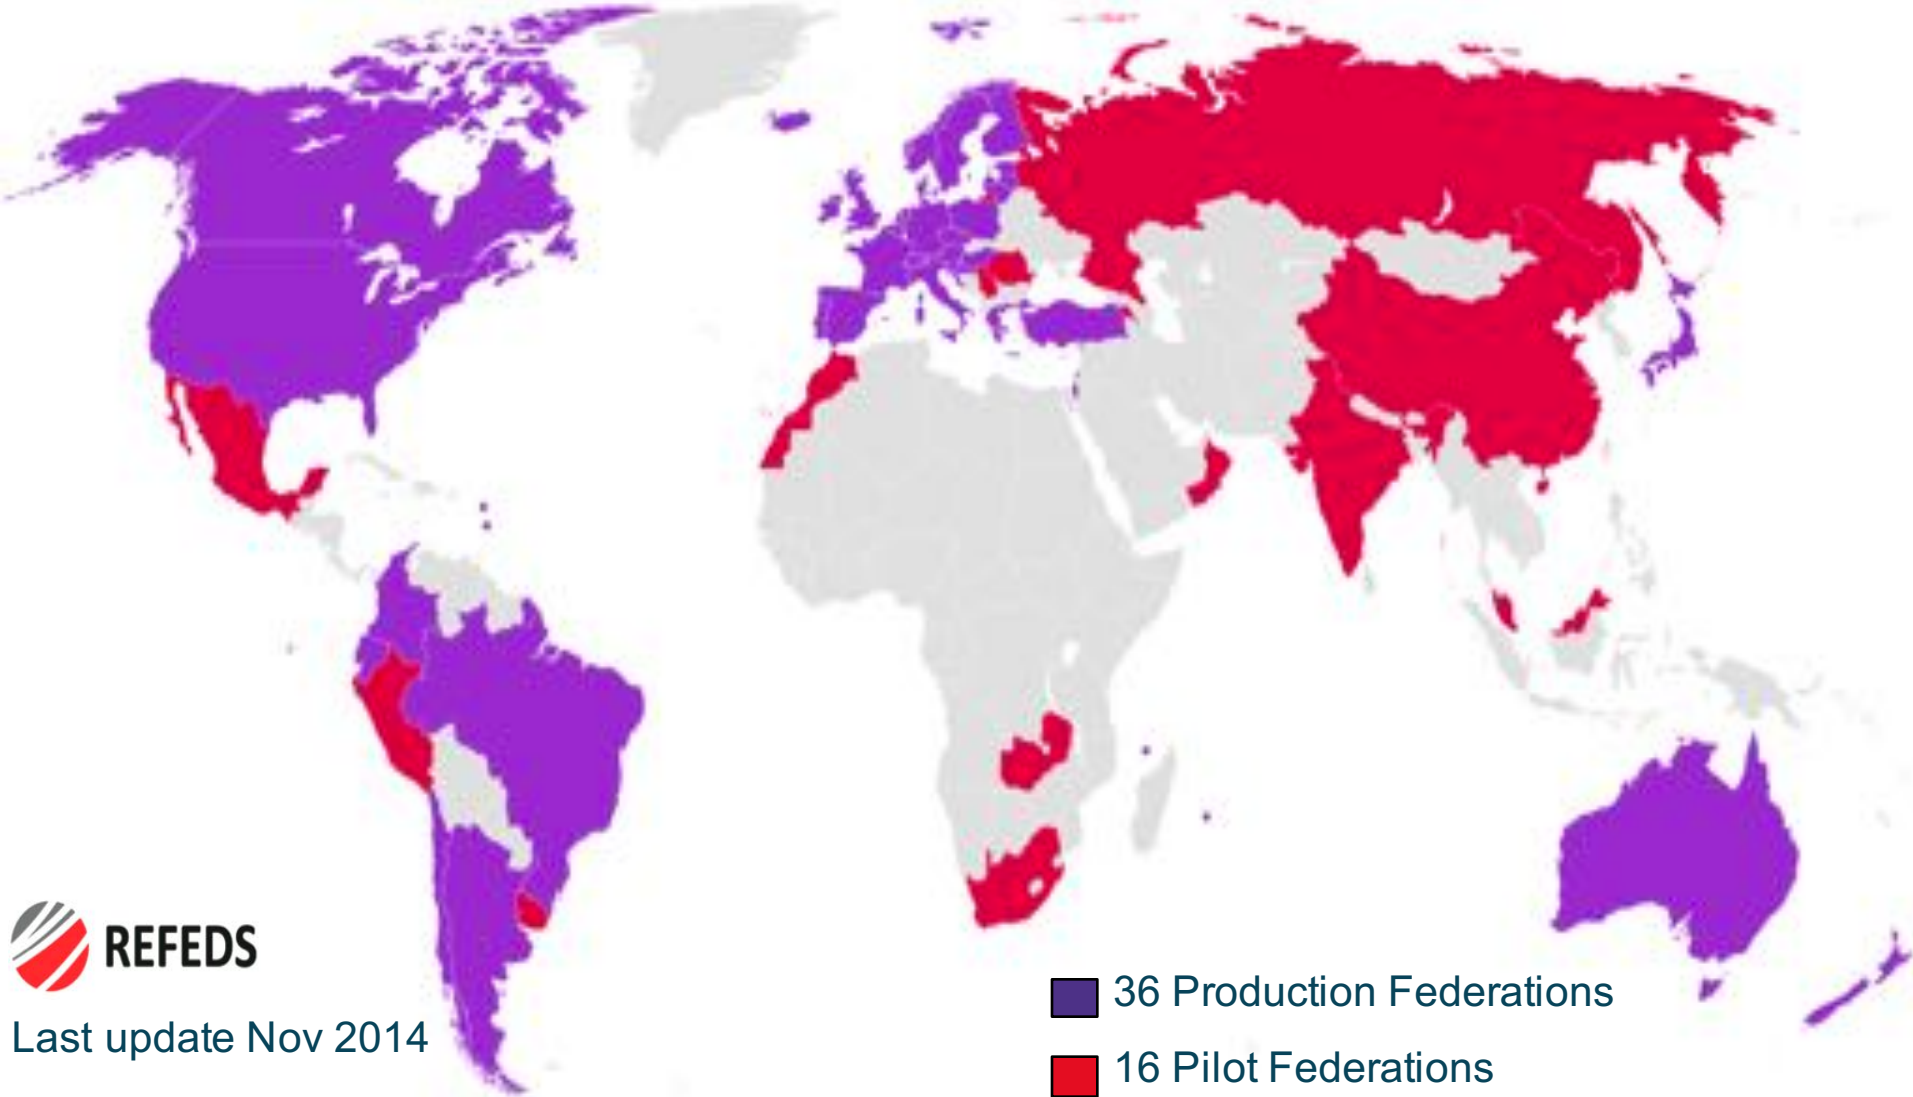 REFEDS
Last update Nov 2014
36 Production Federations
16 Pilot Federations